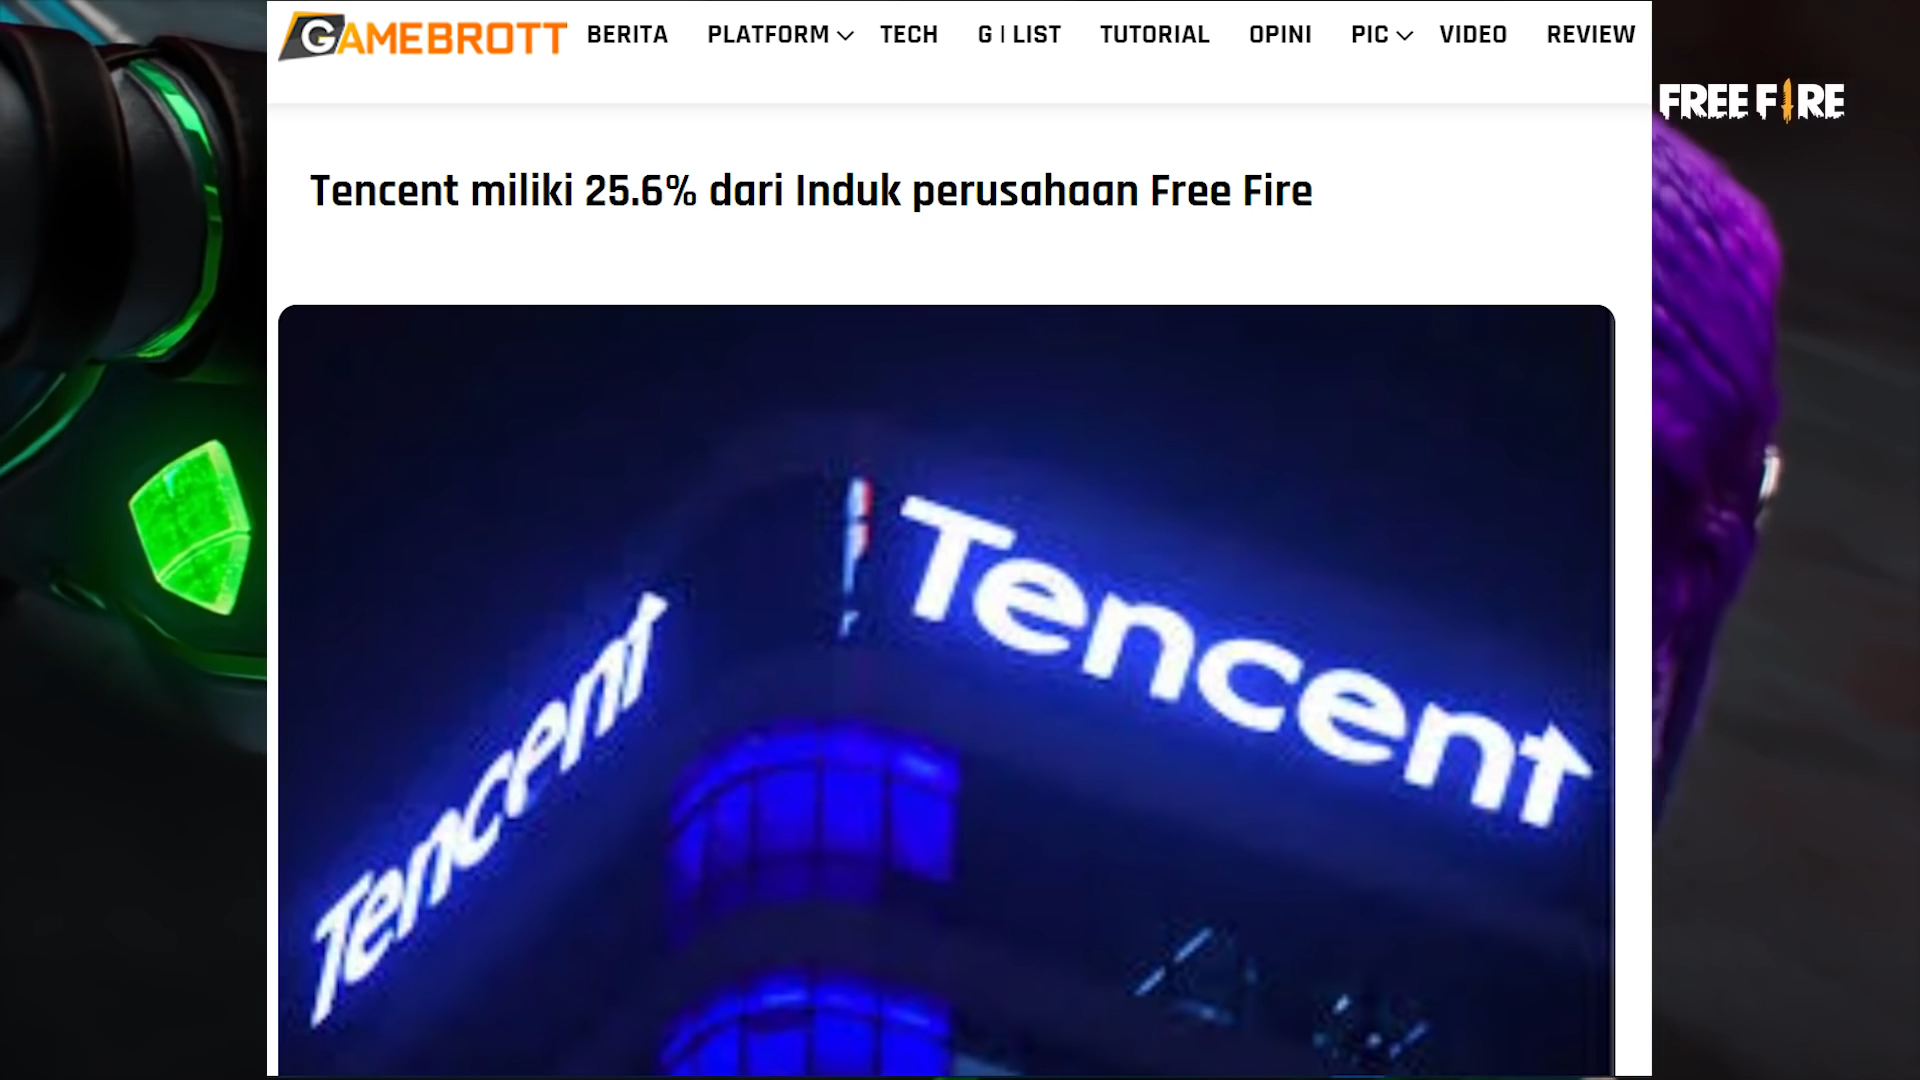 GAMEBROTT BERITA PLATFORM TECH G | LIST TUTORIAL OPINI PIC VIDEO REVIEW
FREE FIRE
Tencent miliki 25.6% dari Induk perusahaan Free Fire
Tencent
Tencent